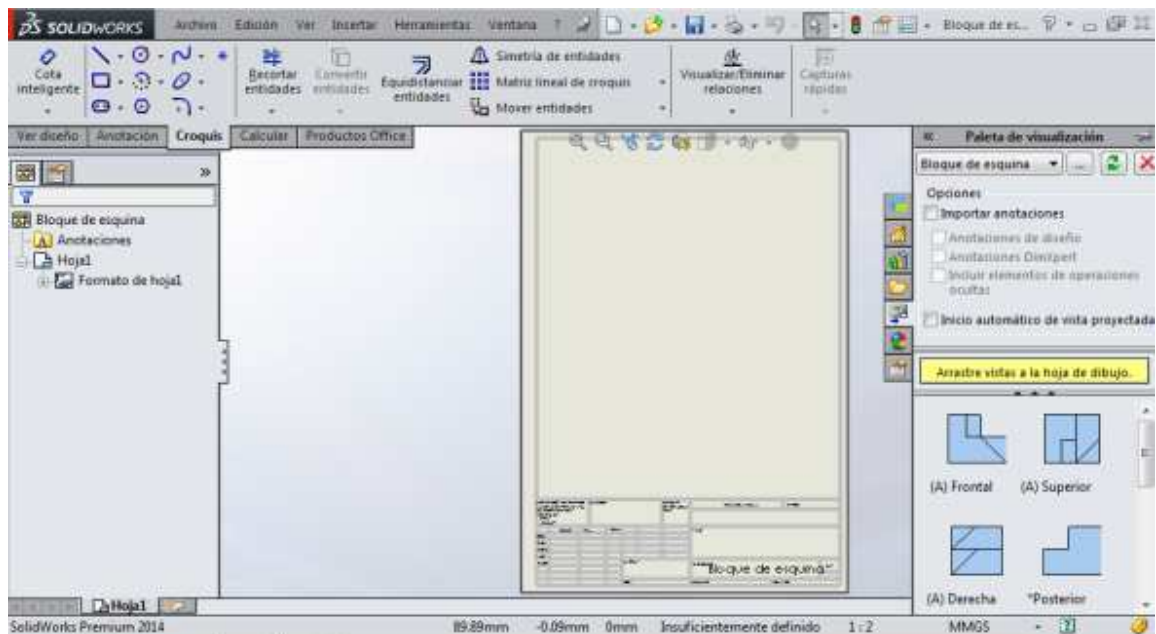 SOLIDWORKS Archivo Edición Ver Insertar Herramientas Ventana ? Bloque de es... ?
Cota inteligente
Recortar entidades
Convertir entidades
Equidistanciar entidades
Simetría de entidades
Matriz lineal de croquis
Mover entidades
Visualizar/Eliminar relaciones
Capturas rápidas
Ver diseño Anotación Croquis Calcular Productos Office
Bloque de esquina
Anotaciones
Hoja1
Formato de hoja1
Bloque de esquina
Paleta de visualización
Bloque de esquina ...
Opciones
Importar anotaciones
Anotaciones de diseño
Anotaciones DimXpert
Incluir elementos de operaciones
ocultas
Inicio automático de vista proyectada
Arrastre vistas a la hoja de dibujo.
(A) Frontal (A) Superior
(A) Derecha *Posterior
Hoja1
SolidWorks Premium 2014 89.89mm -0.09mm 0mm Insuficientemente definido 1:2 MMGS